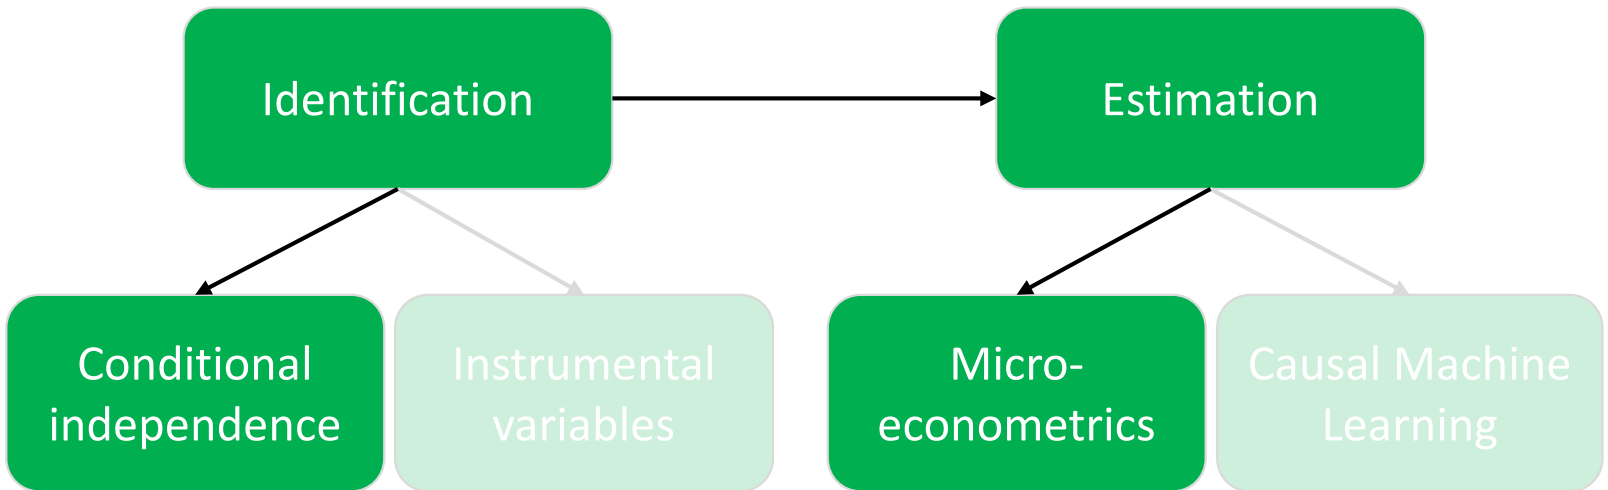 Identification
Estimation
Conditional
independence
Instrumental
variables
Micro-
econometrics
Causal Machine
Learning